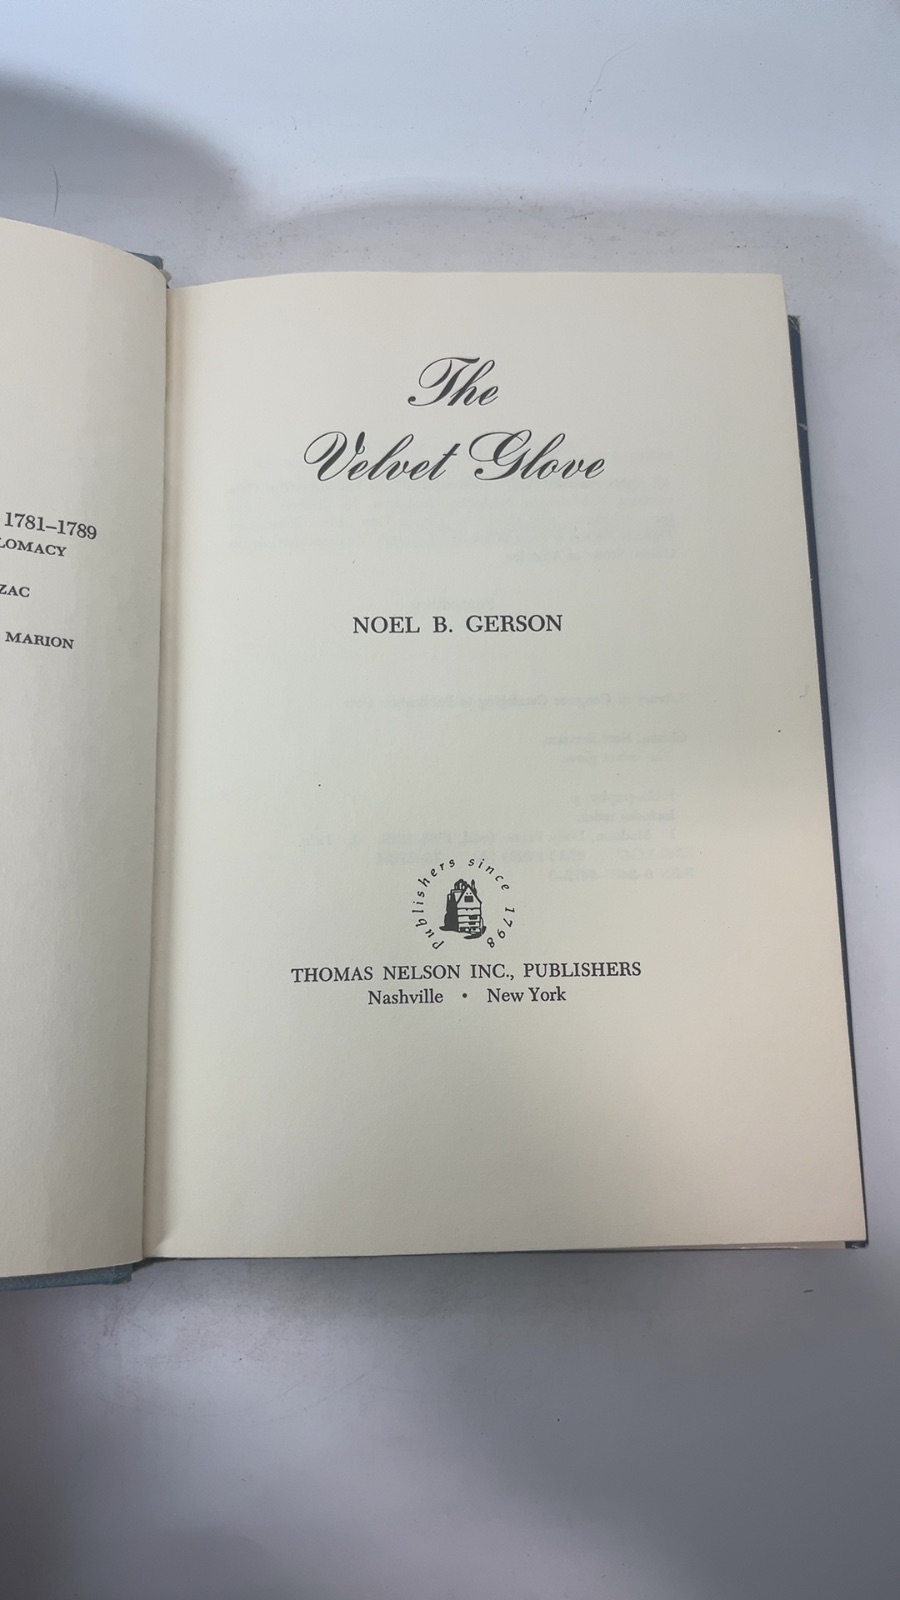 1781–1789
LOMACY
ZAC
MARION
The
Velvet Glove
NOEL B. GERSON
Publishers since 1798
THOMAS NELSON INC., PUBLISHERS
Nashville • New York